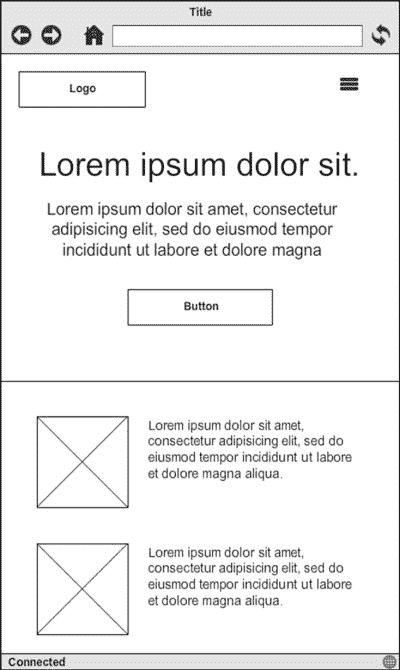 Title
Logo
Lorem ipsum dolor sit.
Lorem ipsum dolor sit amet, consectetur
adipisicing elit, sed do eiusmod tempor
incididunt ut labore et dolore magna
Button
Lorem ipsum dolor sit amet,
consectetur adipisicing elit, sed do
eiusmod tempor incididunt ut labore
et dolore magna aliqua.
Lorem ipsum dolor sit amet,
consectetur adipisicing elit, sed do
eiusmod tempor incididunt ut labore
et dolore magna aliqua.
Connected